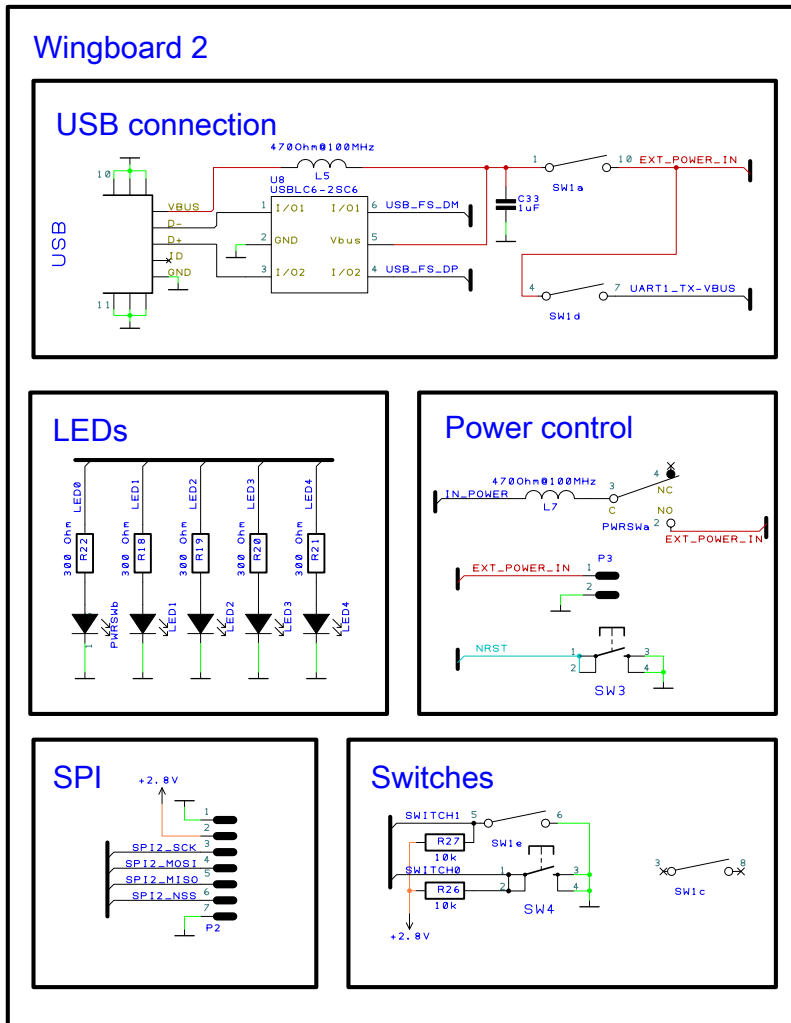 Wingboard 2
USB connection
470Ohm@100MHz
L5
U8
USBLC6-2SC6
10
VBUS
D-
D+
ID
GND
11
USB
1 I/O1 I/O1 6 USB_FS_DM
2 GND Vbus 5
3 I/O2 I/O2 4 USB_FS_DP
C33
1uF
1 10 EXT_POWER_IN
SW1a
4 7 UART1_TX-VBUS
SW1d
LEDs
LED0 LED1 LED2 LED3 LED4
300 Ohm 300 Ohm 300 Ohm 300 Ohm 300 Ohm
R22 R18 R19 R20 R21
PWRSWb LED1 LED2 LED3 LED4
1
Power control
470Ohm@100MHz
IN_POWER
L7
3
C
4
NC
NO
PWRSWa 2
EXT_POWER_IN
EXT_POWER_IN 1 P3
2
NRST 1 3
2 4
SW3
SPI
+2.8V
1
2
SPI2_SCK 3
SPI2_MOSI 4
SPI2_MISO 5
SPI2_NSS 6
7
P2
Switches
SWITCH1 5 6
R27 SW1e
10k
SWITCH0 1 3
R26 2 4
10k
SW4
+2.8V
3 8
SW1c